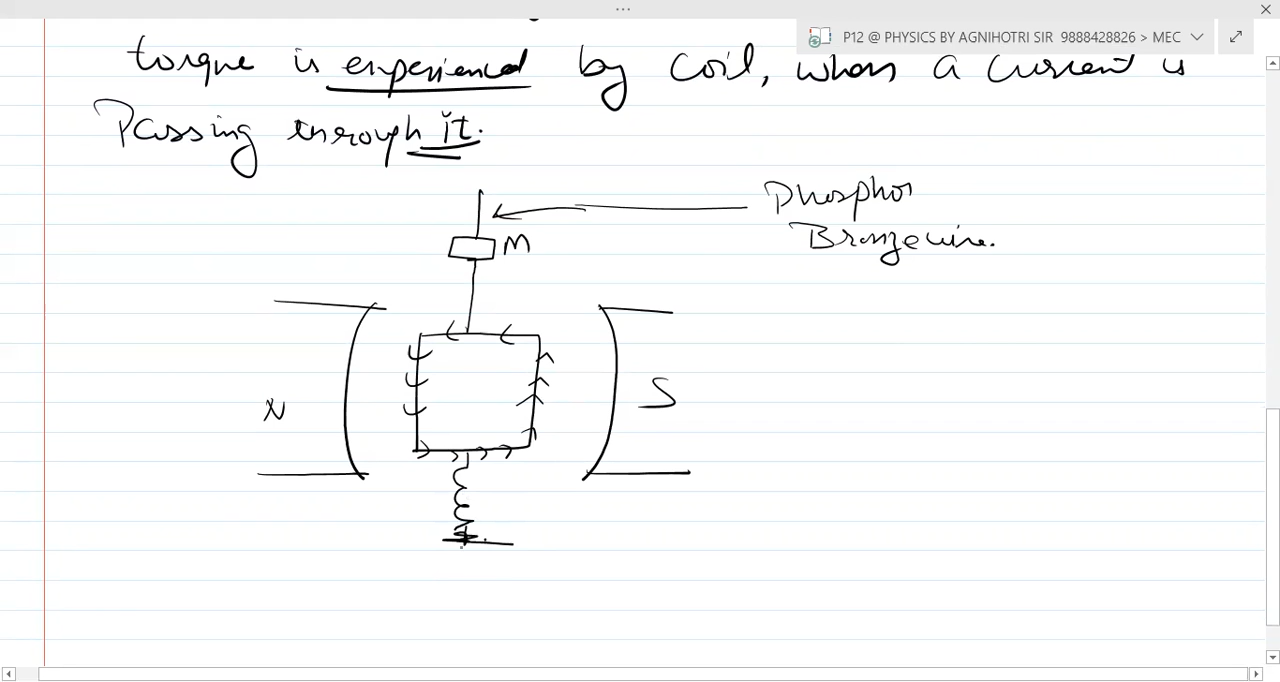 P12 @ PHYSICS BY AGNIHOTRI SIR 9888428826 > MEC
torque is experienced by coil, when a current is
Passing through it.
Phosphor
Bronze wire.
M
N
S